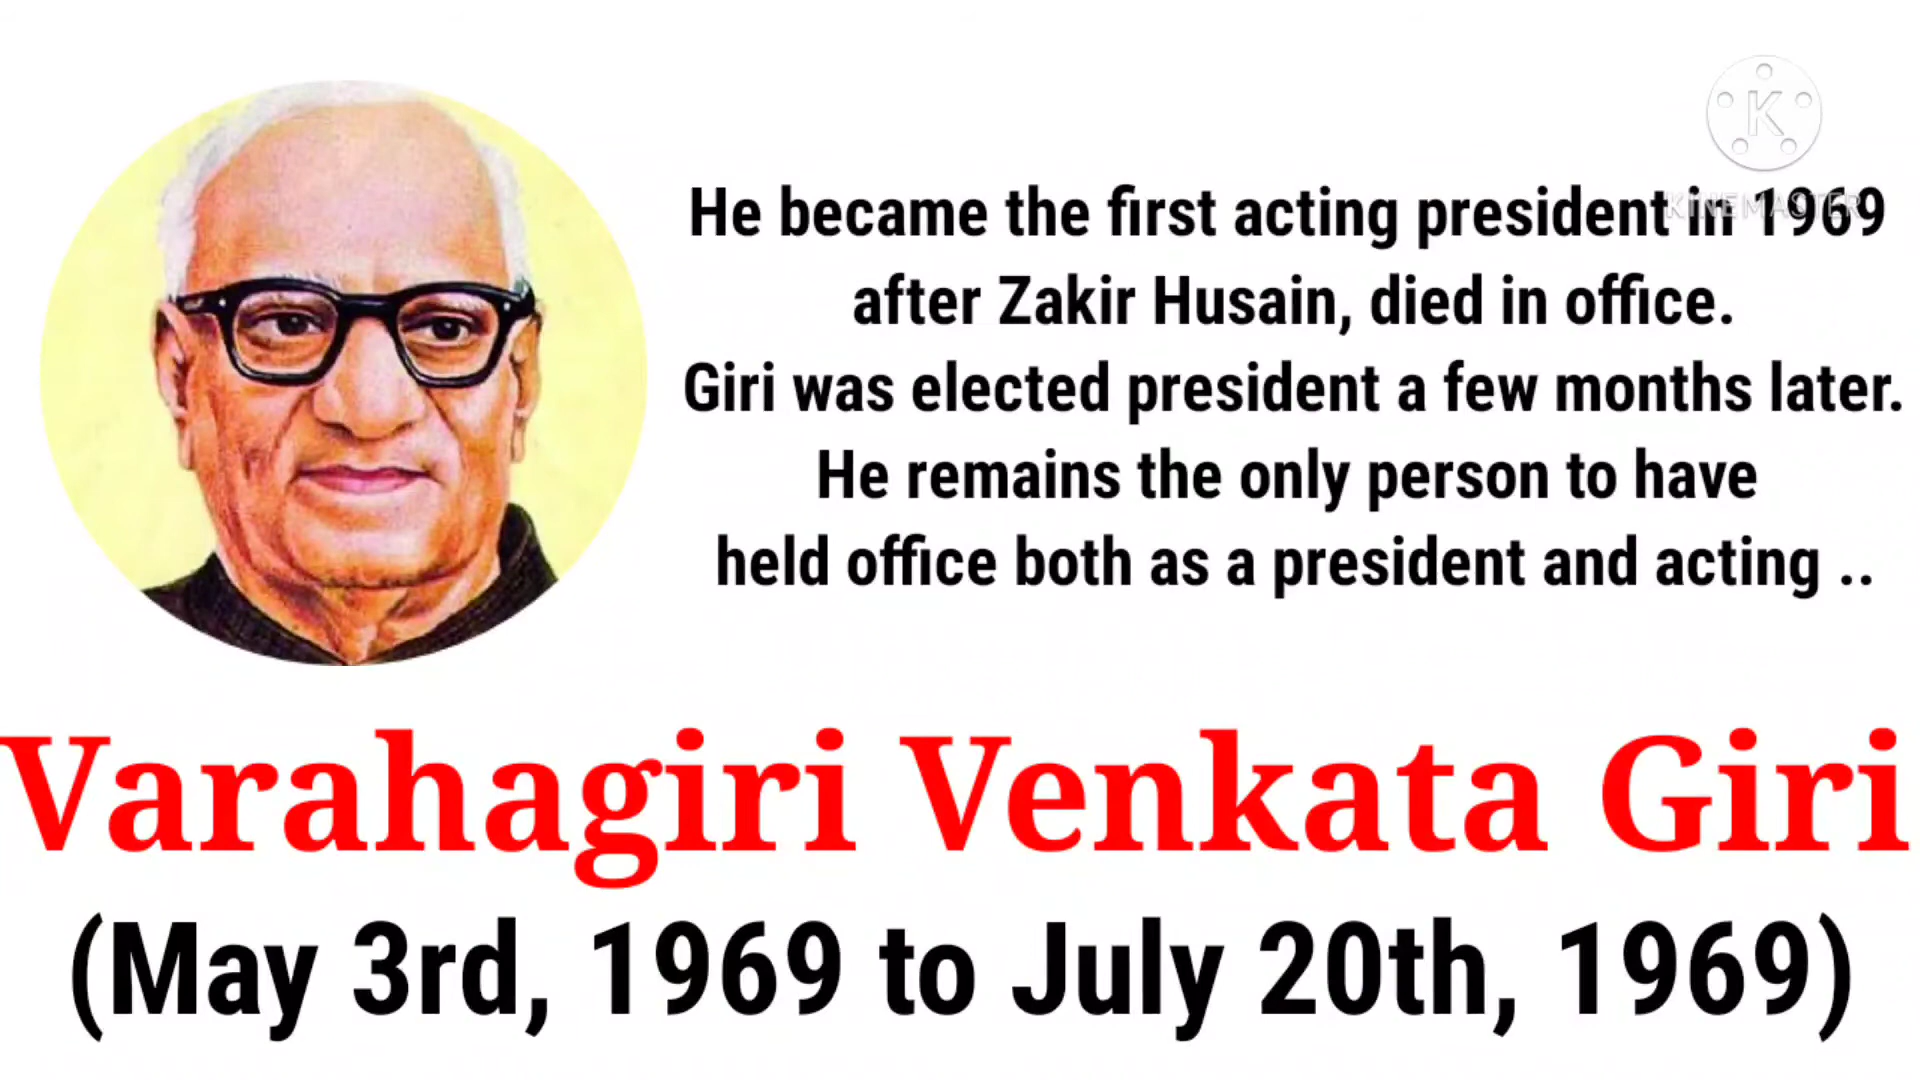 K
KINEMASTER
He became the first acting president in 1969
after Zakir Husain, died in office.
Giri was elected president a few months later.
He remains the only person to have
held office both as a president and acting ..
Varahagiri Venkata Giri
(May 3rd, 1969 to July 20th, 1969)